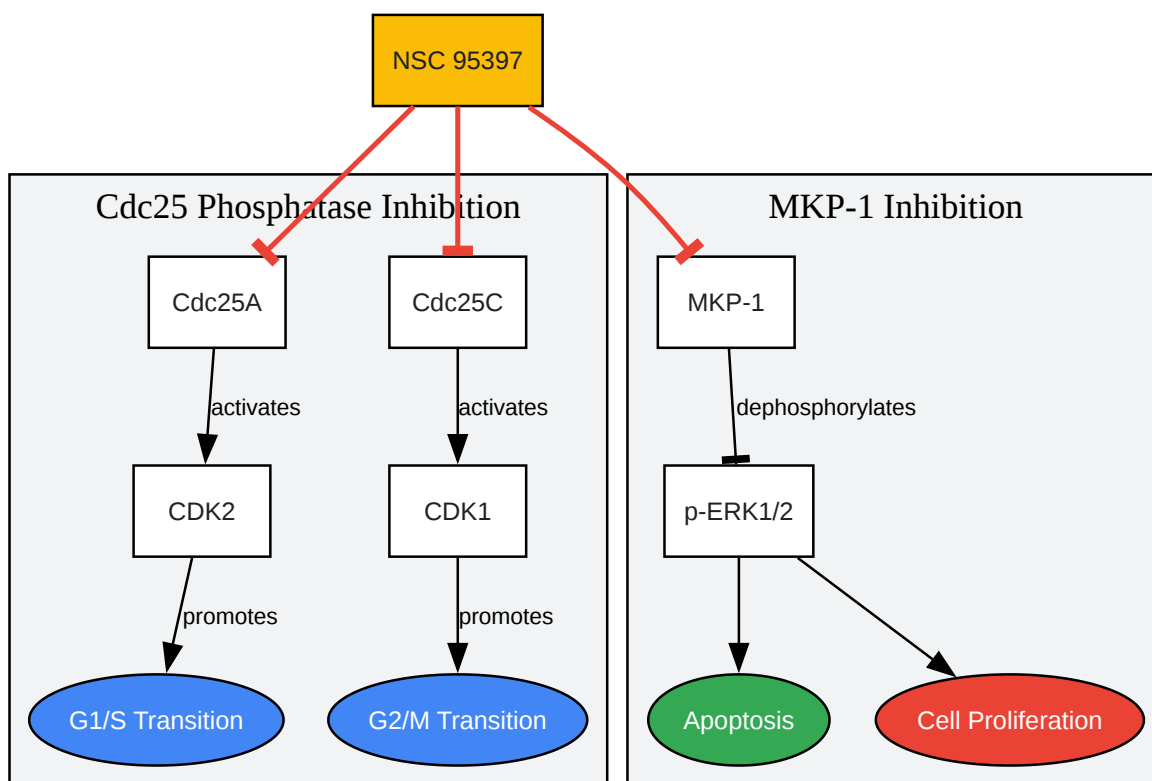 NSC 95397
Cdc25 Phosphatase Inhibition
MKP-1 Inhibition
Cdc25A
Cdc25C
MKP-1
activates
activates
dephosphorylates
CDK2
CDK1
p-ERK1/2
promotes
promotes
G1/S Transition
G2/M Transition
Apoptosis
Cell Proliferation